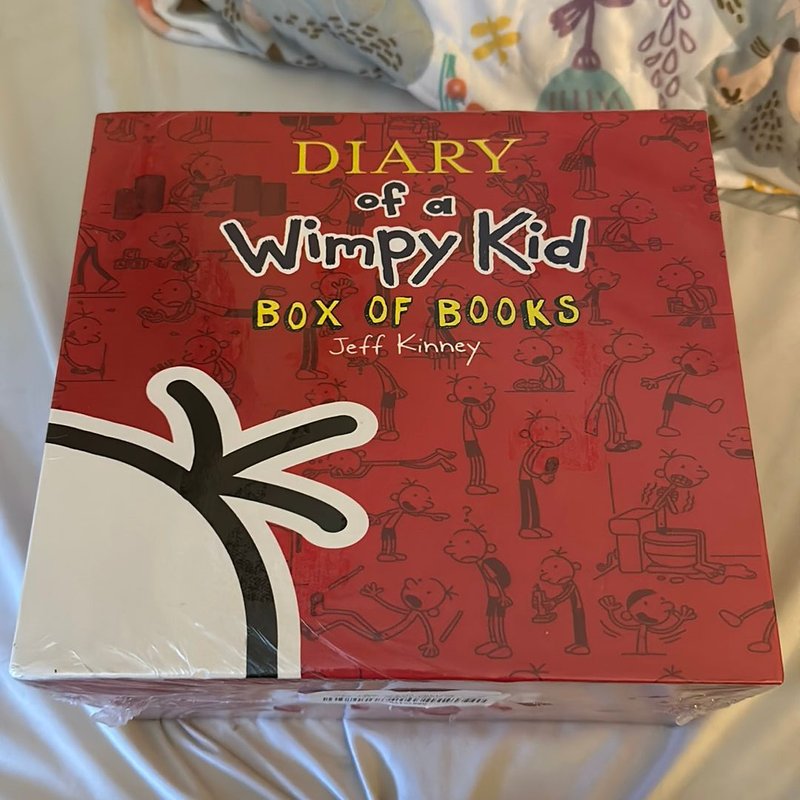 DIARY
of a
Wimpy Kid
BOX OF BOOKS
Jeff Kinney
?